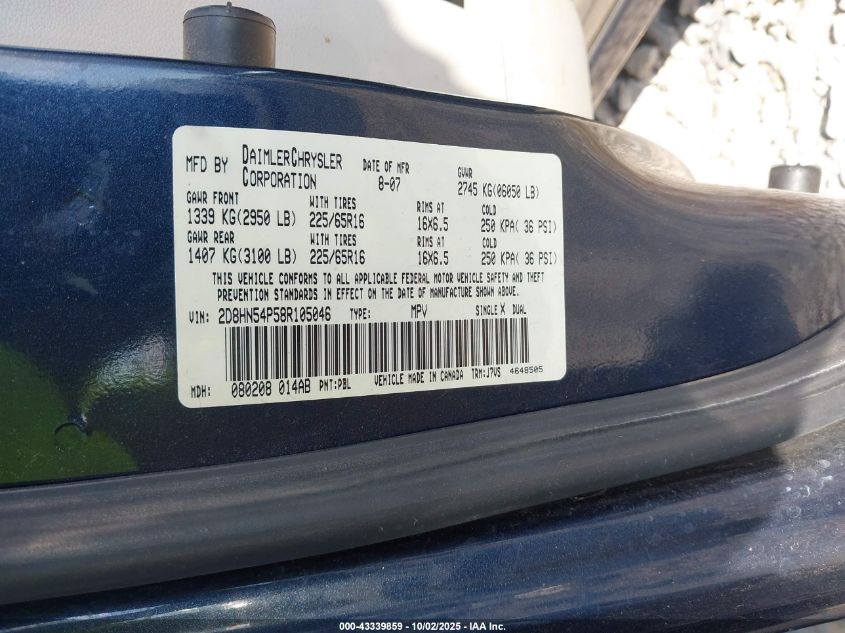 MFD BY DAIMLERCHRYSLER CORPORATION DATE OF MFR 8-07 GVWR 2745 KG(06050 LB)
GAWR FRONT WITH TIRES RIMS AT COLD
1339 KG(2950 LB) 225/65R16 16X6.5 250 KPA( 36 PSI)
GAWR REAR WITH TIRES RIMS AT COLD
1407 KG(3100 LB) 225/65R16 16X6.5 250 KPA( 36 PSI)
THIS VEHICLE CONFORMS TO ALL APPLICABLE FEDERAL MOTOR VEHICLE SAFETY AND THEFT
PREVENTION STANDARDS IN EFFECT ON THE DATE OF MANUFACTURE SHOWN ABOVE.
VIN: 2D8HN54P58R105046 TYPE: MPV SINGLE X DUAL
MDH: 080208 014AB PNT:PBL VEHICLE MADE IN CANADA TRM:J7VS 4648505
000-43339859 - 10/02/2025 - IAA Inc.